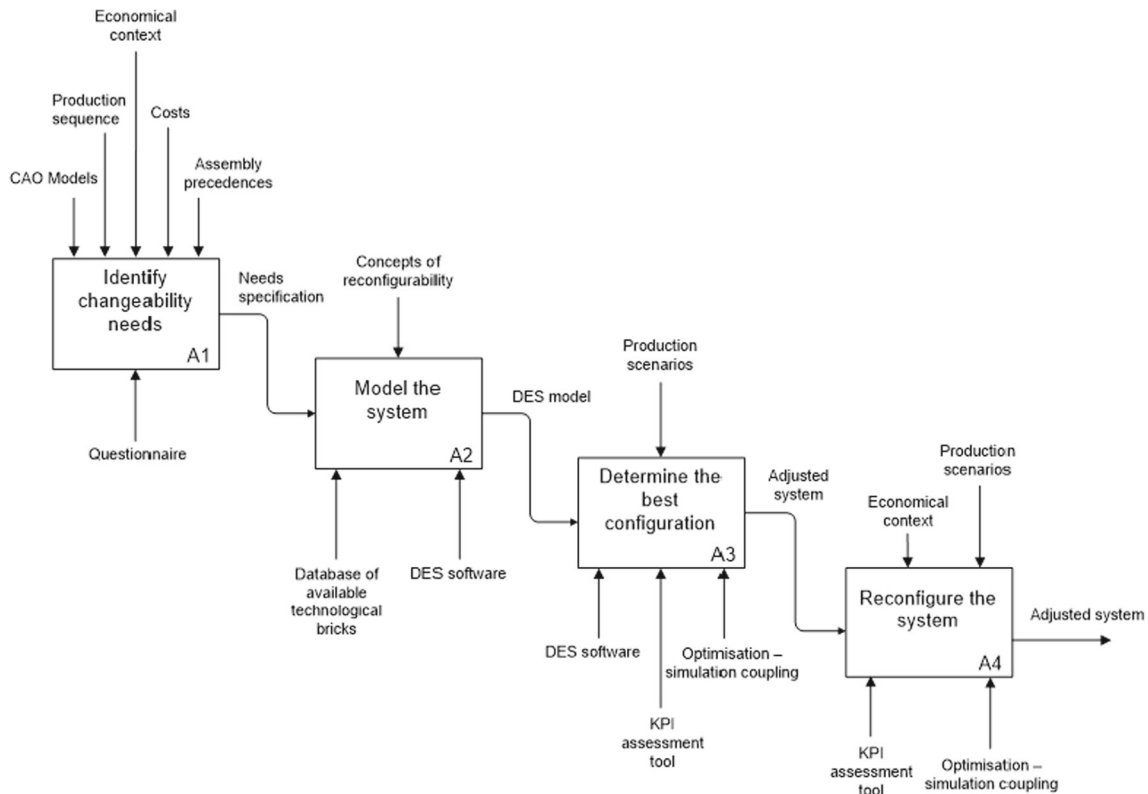 Economical
context
Production
sequence
Costs
CAO Models
Assembly
precedences
Identify
changeability
needs
A1
Needs
specification
Questionnaire
Concepts of
reconfigurability
Model the
system
A2
DES model
Database of
available
technological
bricks
DES software
Production
scenarios
Determine the
best
configuration
A3
Adjusted
system
DES software
KPI
assessment
tool
Optimisation –
simulation coupling
Economical
context
Production
scenarios
Reconfigure the
system
A4
Adjusted system
KPI
assessment
tool
Optimisation –
simulation coupling